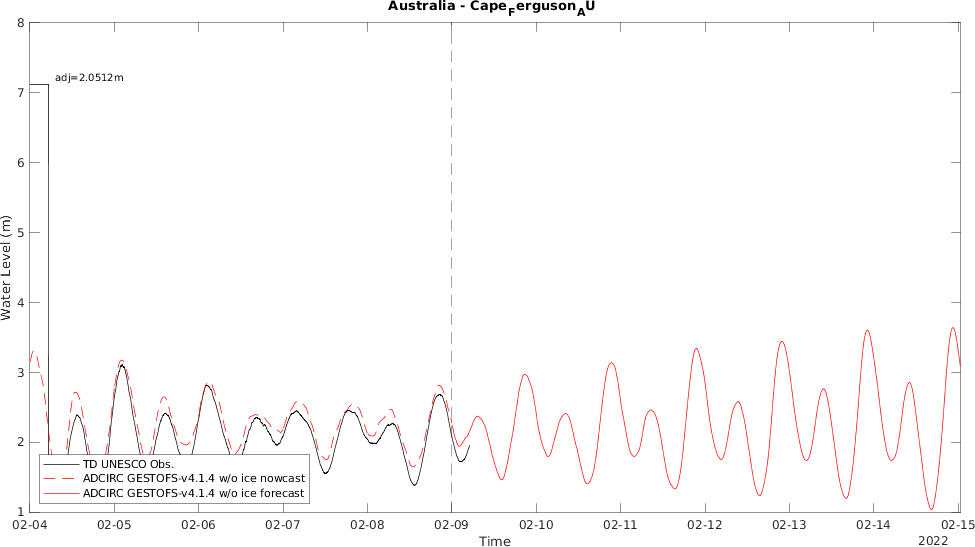 Australia - Cape_Ferguson_AU
8
adj=2.0512m
7
6
5
4
3
2
1
Water Level (m)
TD UNESCO Obs.
ADCIRC GESTOFS-v4.1.4 w/o ice nowcast
ADCIRC GESTOFS-v4.1.4 w/o ice forecast
02-04 02-05 02-06 02-07 02-08 02-09 02-10 02-11 02-12 02-13 02-14 02-15
Time
2022